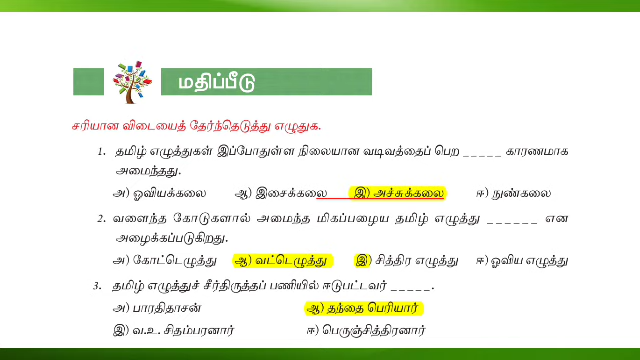 மதிப்பீடு
சரியான விடையைத் தேர்ந்தெடுத்து எழுதுக.
1. தமிழ் எழுத்துகள் இப்போதுள்ள நிலையான வடிவத்தைப் பெற _____ காரணமாக
அமைந்தது.
அ) ஓவியக்கலை ஆ) இசைக்கலை இ) அச்சுக்கலை ஈ) நுண்கலை
2. வளைந்த கோடுகளால் அமைந்த மிகப்பழைய தமிழ் எழுத்து ______ என
அழைக்கப்படுகிறது.
அ) கோட்டெழுத்து ஆ) வட்டெழுத்து இ) சித்திர எழுத்து ஈ) ஓவிய எழுத்து
3. தமிழ் எழுத்துச் சீர்திருத்தப் பணியில் ஈடுபட்டவர் _____.
அ) பாரதிதாசன் ஆ) தந்தை பெரியார்
இ) வ.உ. சிதம்பரனார் ஈ) பெருஞ்சித்திரனார்